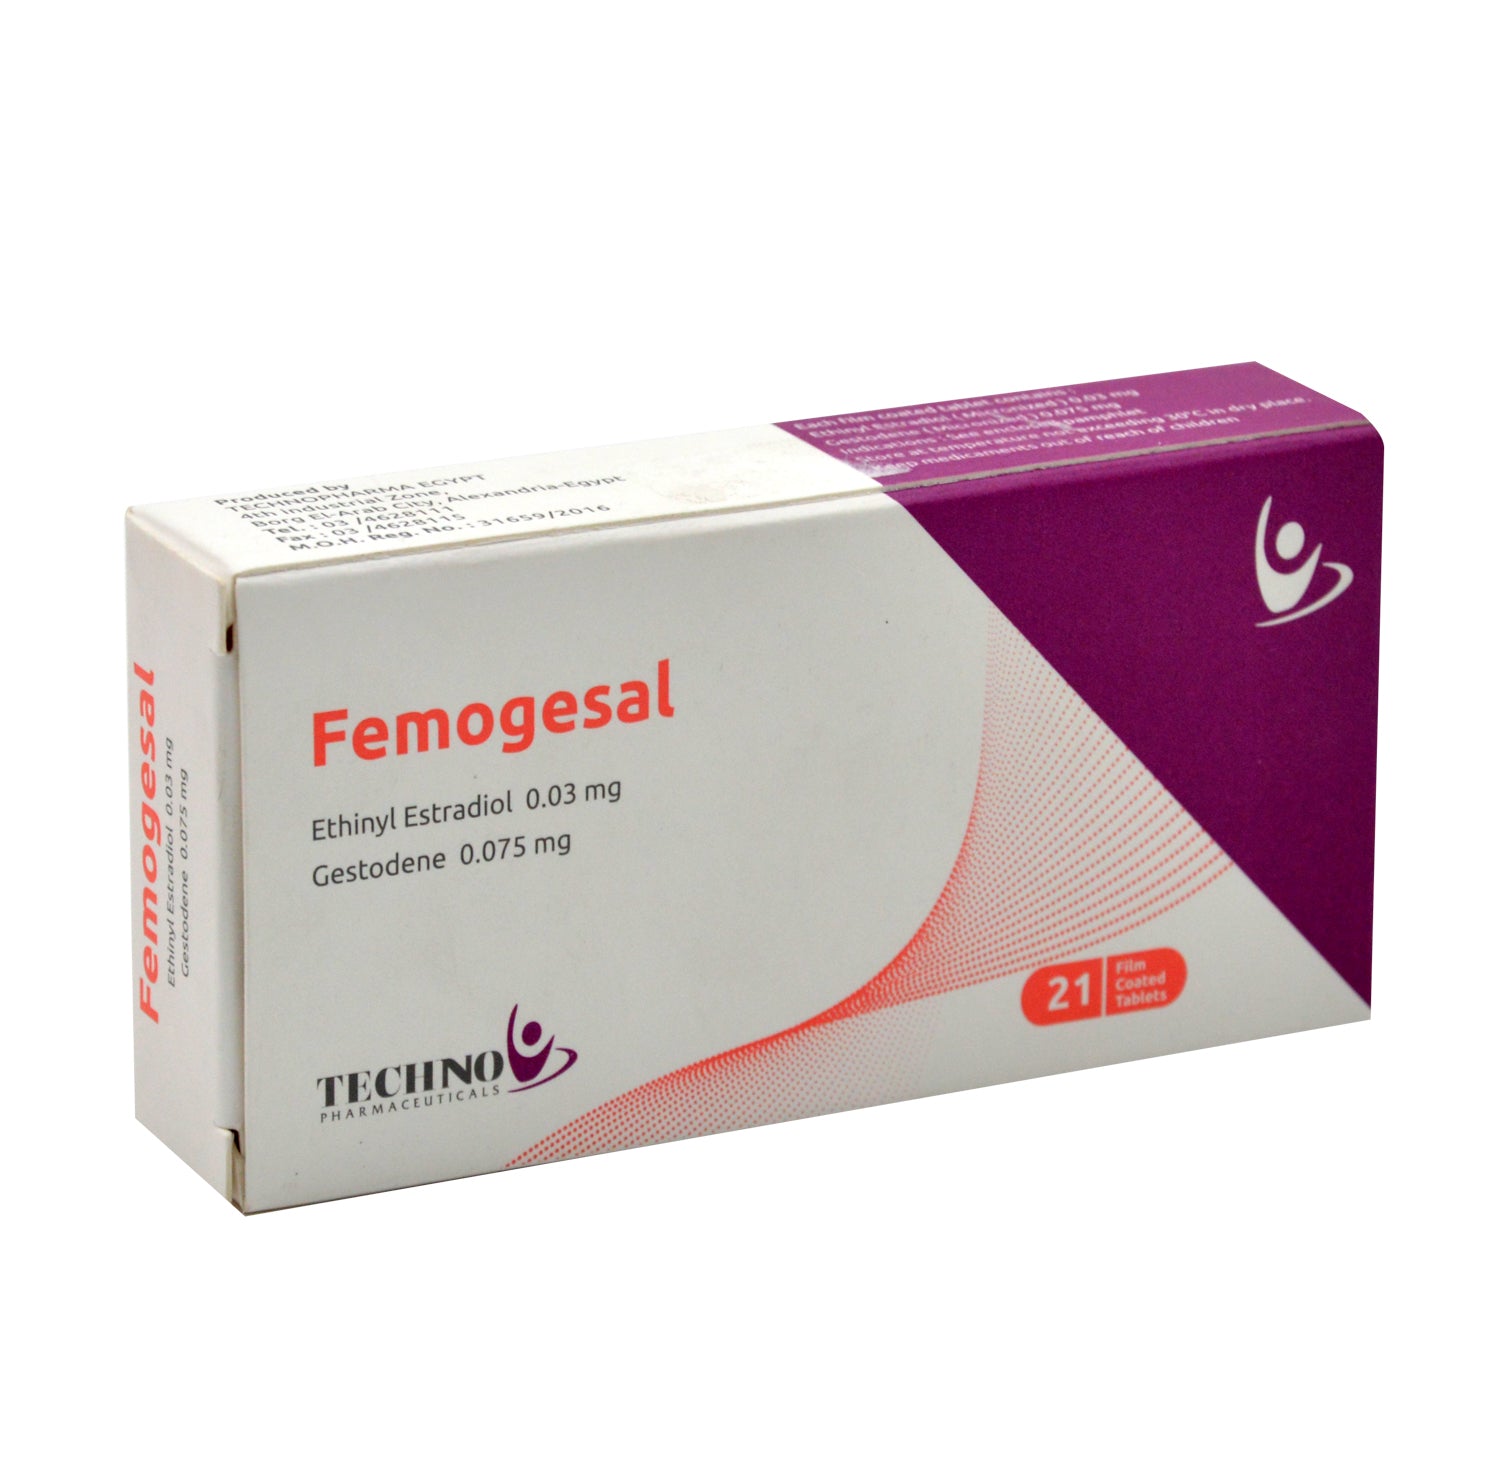 Produced by
TECHNOPHARMA EGYPT
4th industrial Zone,
Borg El-Arab City, Alexandria-Egypt
Tel. : 03 /4628111
Fax : 03 /4628115
M.O.H. Reg. No. : 31659/2016
Each film coated tablet contains :
Ethinyl Estradiol ( Micronized ) 0.03 mg
Gestodene ( Micronized ) 0.075 mg
Indications : See enclosed pamphlet
Store at temperature not exceeding 30°C in dry place.
Keep medicaments out of reach of children
Femogesal
Ethinyl Estradiol 0.03 mg
Gestodene 0.075 mg
Femogesal
Ethinyl Estradiol 0.03 mg
Gestodene 0.075 mg
21
Film
Coated
Tablets
TECHNO
PHARMACEUTICALS